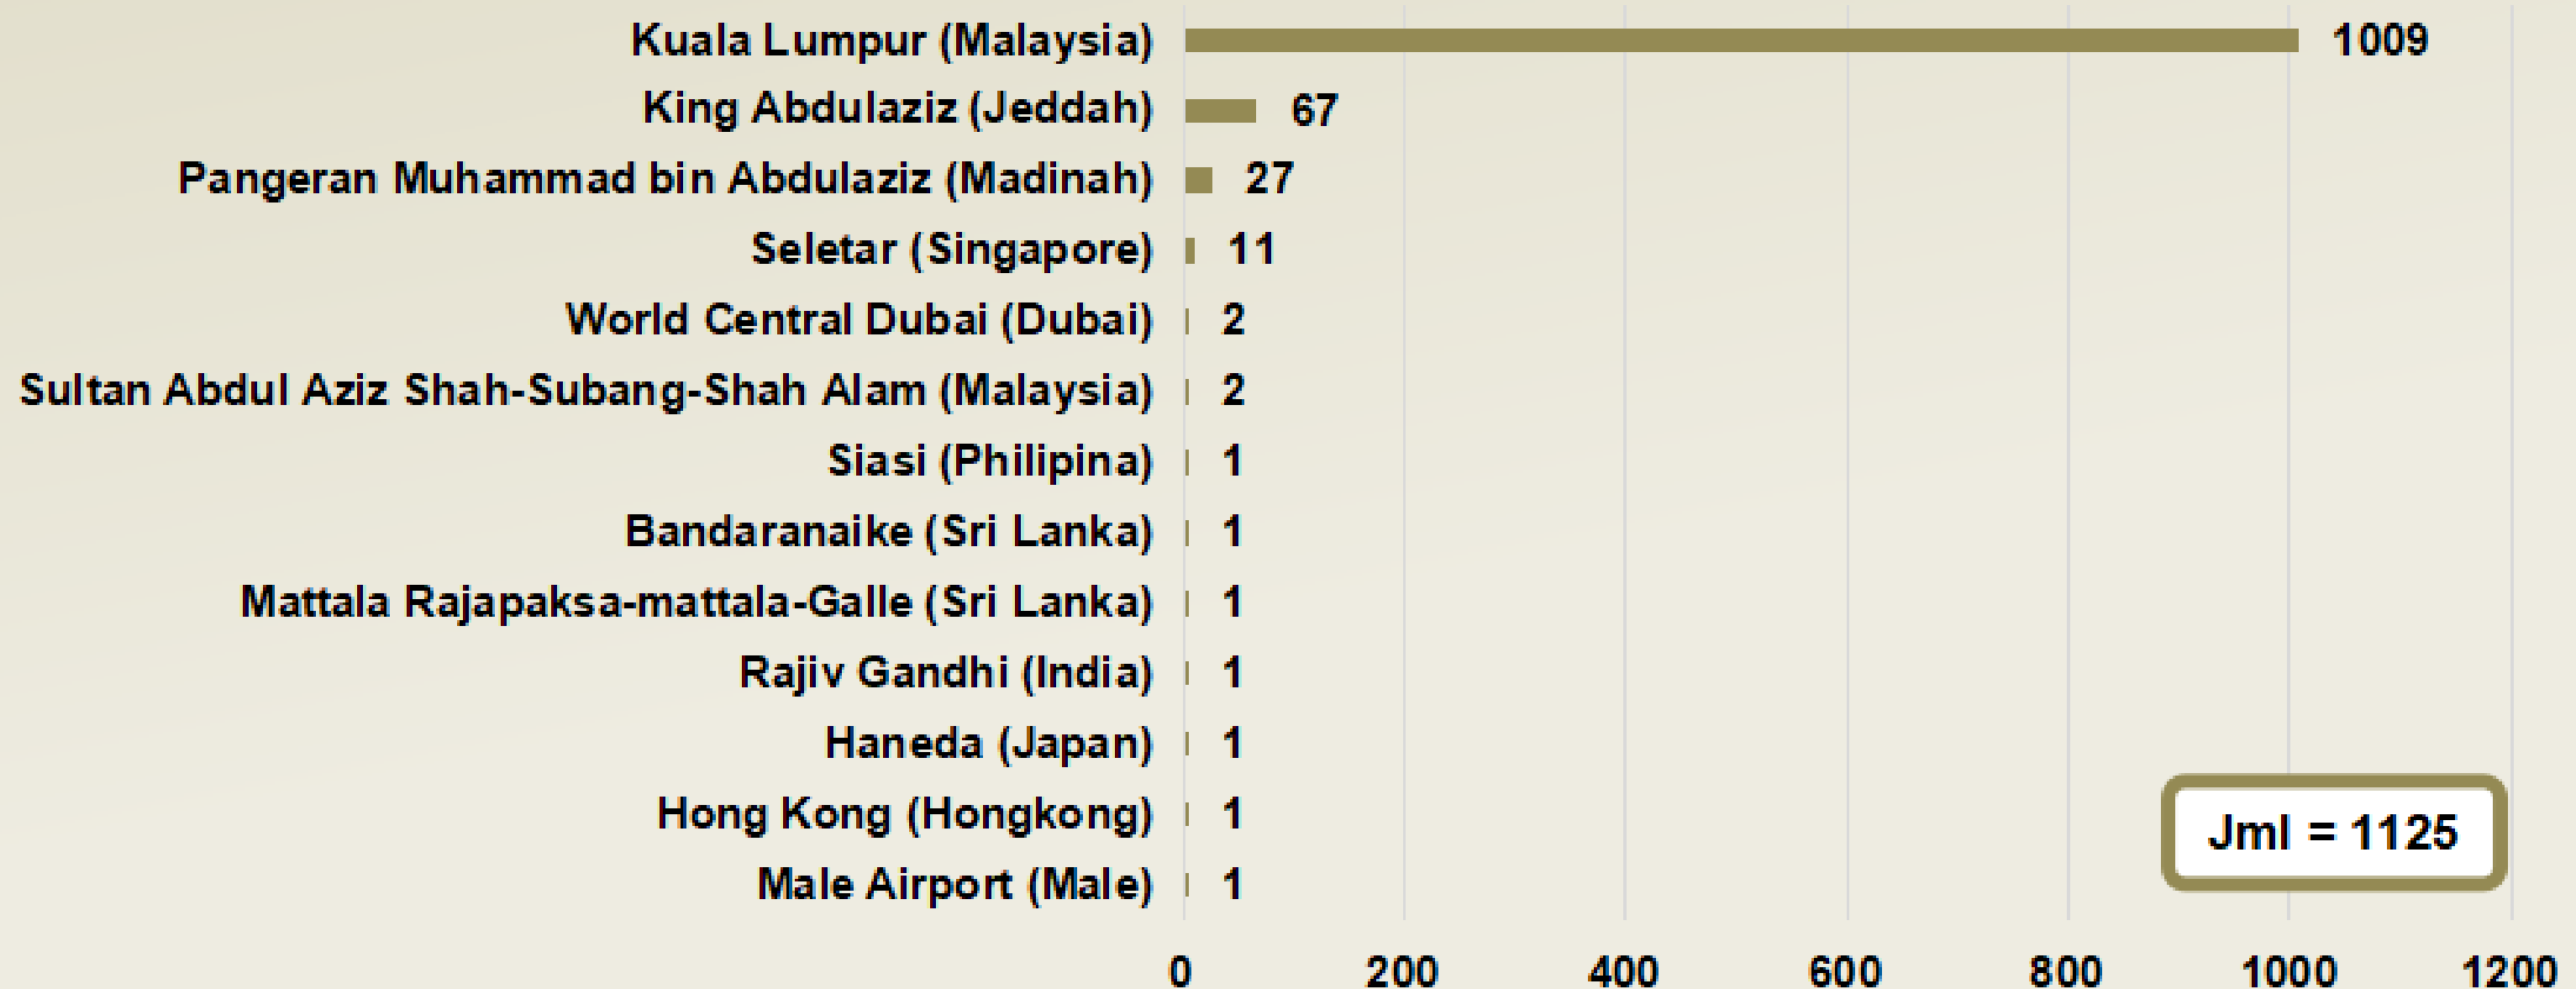 Kuala Lumpur (Malaysia) 1009
King Abdulaziz (Jeddah) 67
Pangeran Muhammad bin Abdulaziz (Madinah) 27
Seletar (Singapore) 11
World Central Dubai (Dubai) 2
Sultan Abdul Aziz Shah-Subang-Shah Alam (Malaysia) 2
Siasi (Philipina) 1
Bandaranaike (Sri Lanka) 1
Mattala Rajapaksa-mattala-Galle (Sri Lanka) 1
Rajiv Gandhi (India) 1
Haneda (Japan) 1
Hong Kong (Hongkong) 1
Jml = 1125
Male Airport (Male) 1
0 200 400 600 800 1000 1200